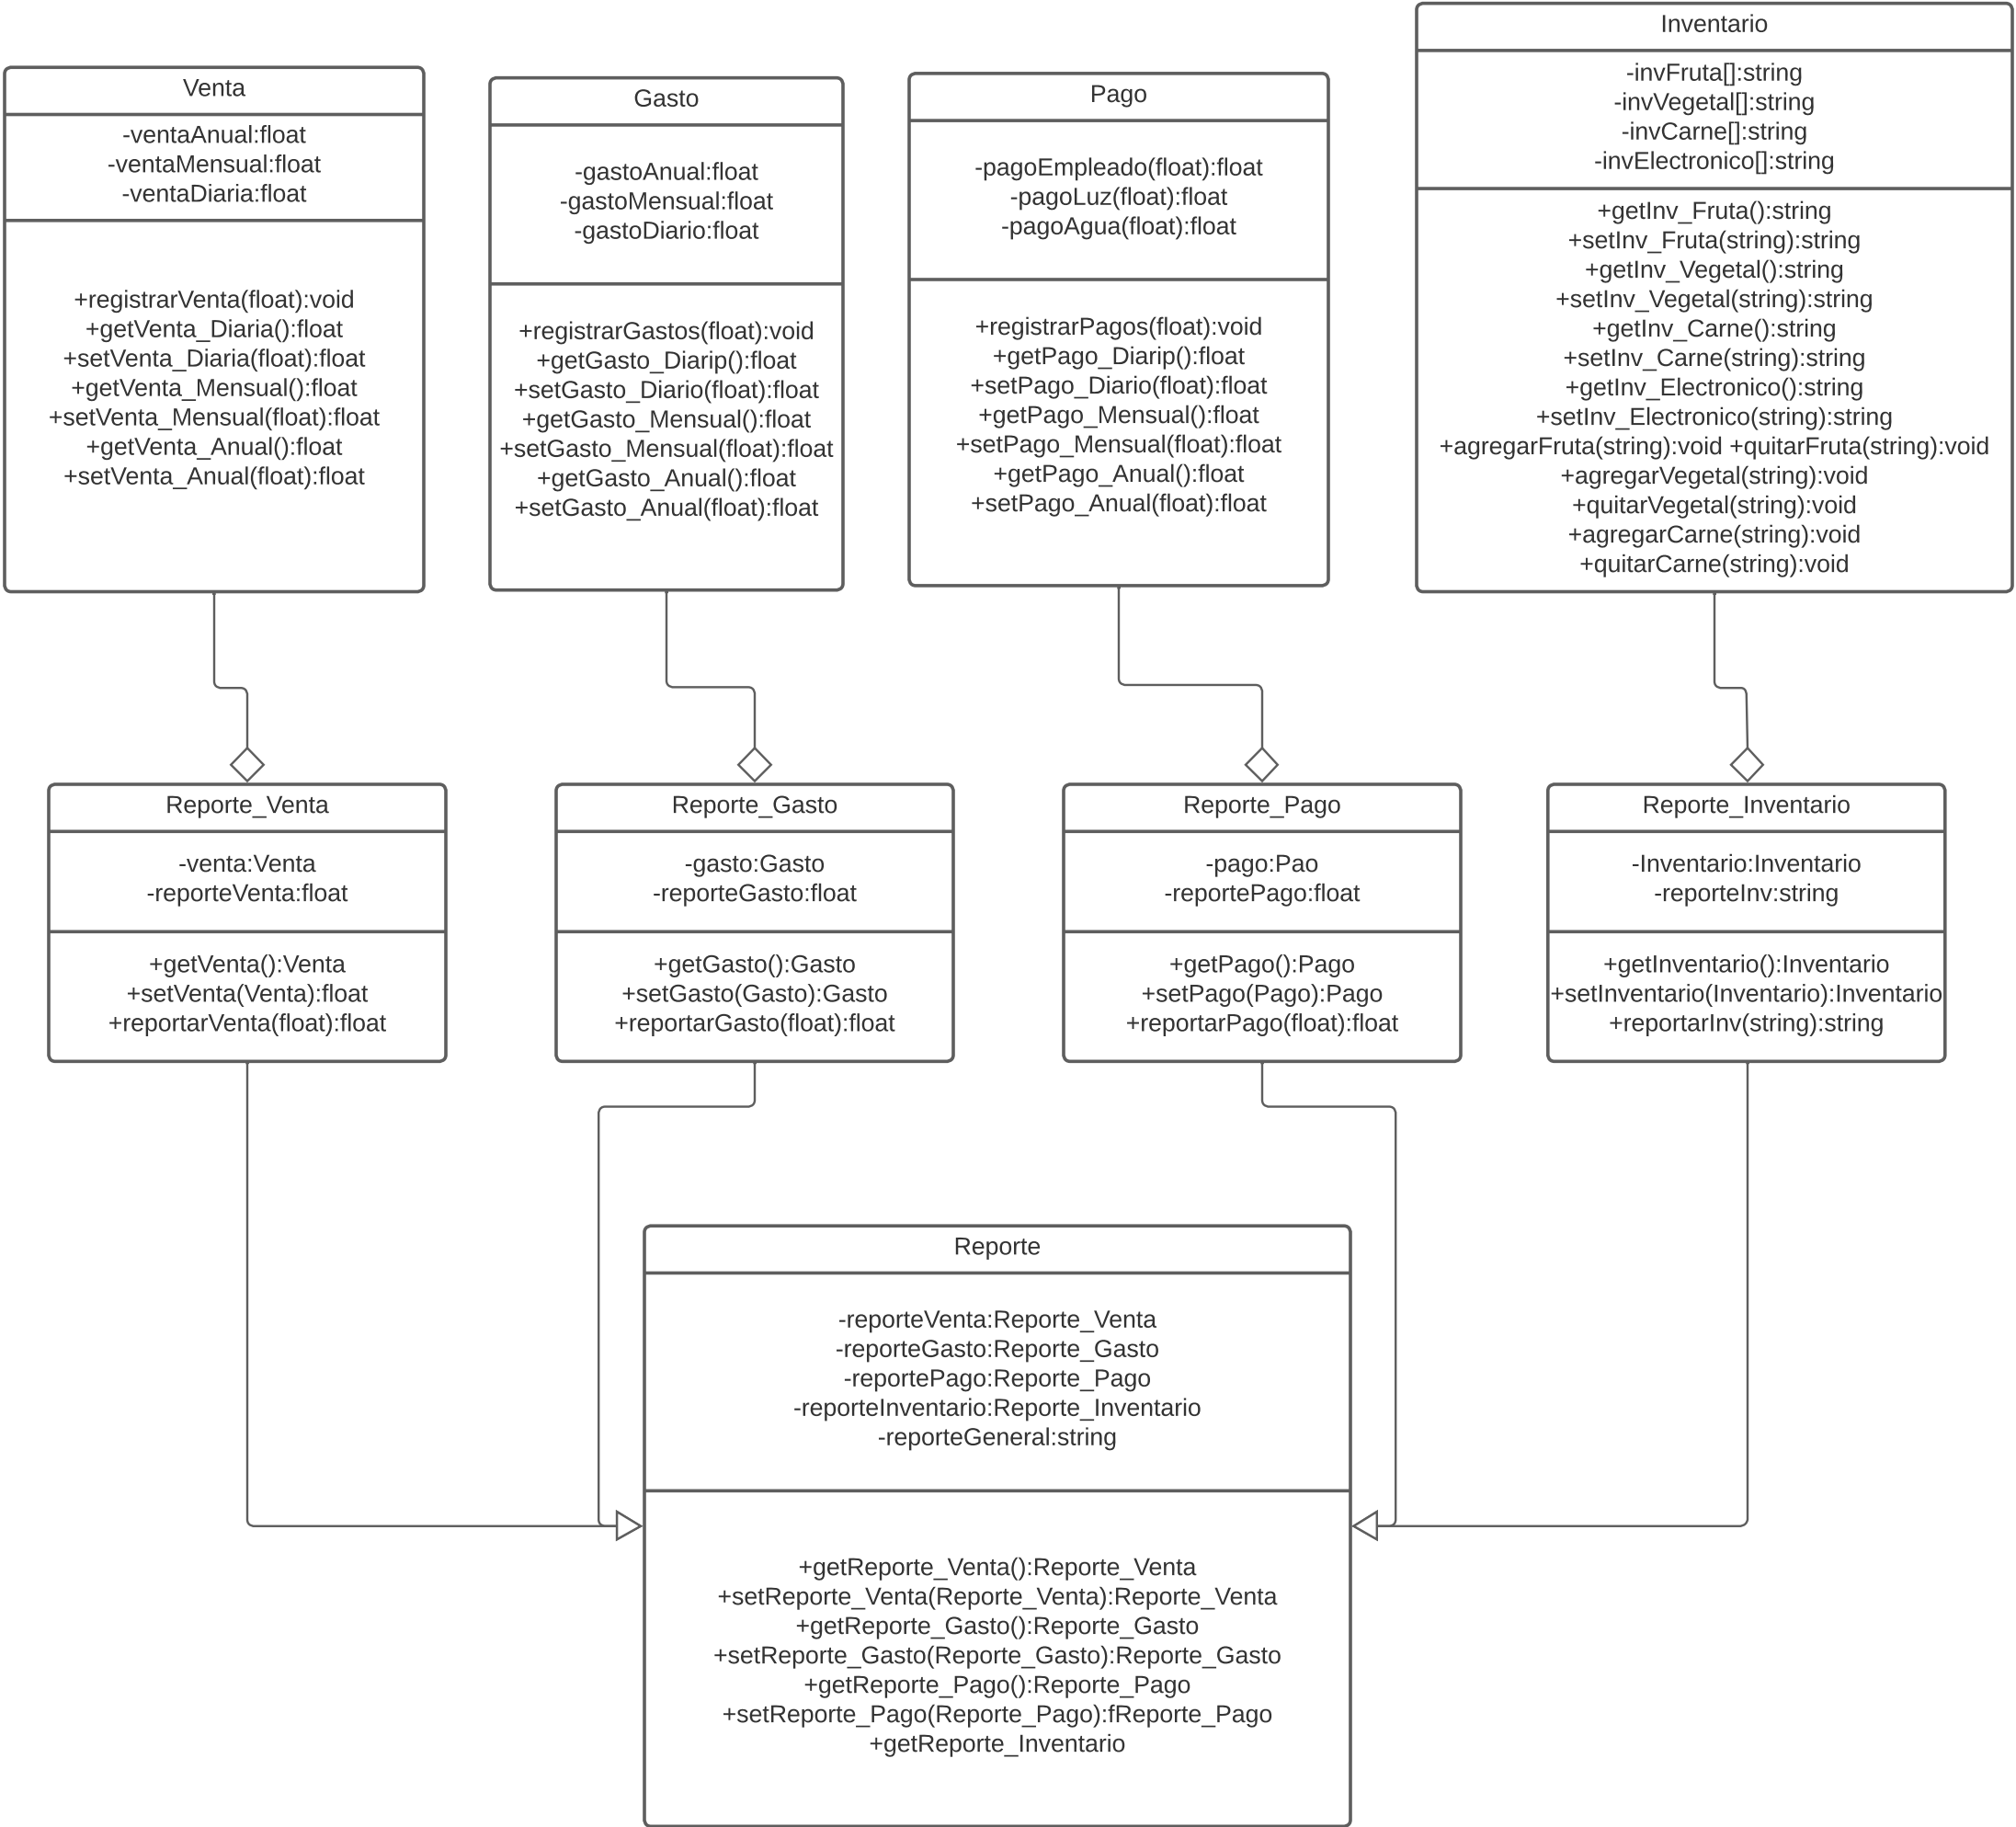 Venta
-ventaAnual:float
-ventaMensual:float
-ventaDiaria:float
+registrarVenta(float):void
+getVenta_Diaria():float
+setVenta_Diaria(float):float
+getVenta_Mensual():float
+setVenta_Mensual(float):float
+getVenta_Anual():float
+setVenta_Anual(float):float
Gasto
-gastoAnual:float
-gastoMensual:float
-gastoDiario:float
+registrarGastos(float):void
+getGasto_Diarip():float
+setGasto_Diario(float):float
+getGasto_Mensual():float
+setGasto_Mensual(float):float
+getGasto_Anual():float
+setGasto_Anual(float):float
Pago
-pagoEmpleado(float):float
-pagoLuz(float):float
-pagoAgua(float):float
+registrarPagos(float):void
+getPago_Diarip():float
+setPago_Diario(float):float
+getPago_Mensual():float
+setPago_Mensual(float):float
+getPago_Anual():float
+setPago_Anual(float):float
Inventario
-invFruta[]:string
-invVegetal[]:string
-invCarne[]:string
-invElectronico[]:string
+getInv_Fruta():string
+setInv_Fruta(string):string
+getInv_Vegetal():string
+setInv_Vegetal(string):string
+getInv_Carne():string
+setInv_Carne(string):string
+getInv_Electronico():string
+setInv_Electronico(string):string
+agregarFruta(string):void +quitarFruta(string):void
+agregarVegetal(string):void
+quitarVegetal(string):void
+agregarCarne(string):void
+quitarCarne(string):void
Reporte_Venta
-venta:Venta
-reporteVenta:float
+getVenta():Venta
+setVenta(Venta):float
+reportarVenta(float):float
Reporte_Gasto
-gasto:Gasto
-reporteGasto:float
+getGasto():Gasto
+setGasto(Gasto):Gasto
+reportarGasto(float):float
Reporte_Pago
-pago:Pao
-reportePago:float
+getPago():Pago
+setPago(Pago):Pago
+reportarPago(float):float
Reporte_Inventario
-Inventario:Inventario
-reporteInv:string
+getInventario():Inventario
+setInventario(Inventario):Inventario
+reportarInv(string):string
Reporte
-reporteVenta:Reporte_Venta
-reporteGasto:Reporte_Gasto
-reportePago:Reporte_Pago
-reporteInventario:Reporte_Inventario
-reporteGeneral:string
+getReporte_Venta():Reporte_Venta
+setReporte_Venta(Reporte_Venta):Reporte_Venta
+getReporte_Gasto():Reporte_Gasto
+setReporte_Gasto(Reporte_Gasto):Reporte_Gasto
+getReporte_Pago():Reporte_Pago
+setReporte_Pago(Reporte_Pago):fReporte_Pago
+getReporte_Inventario